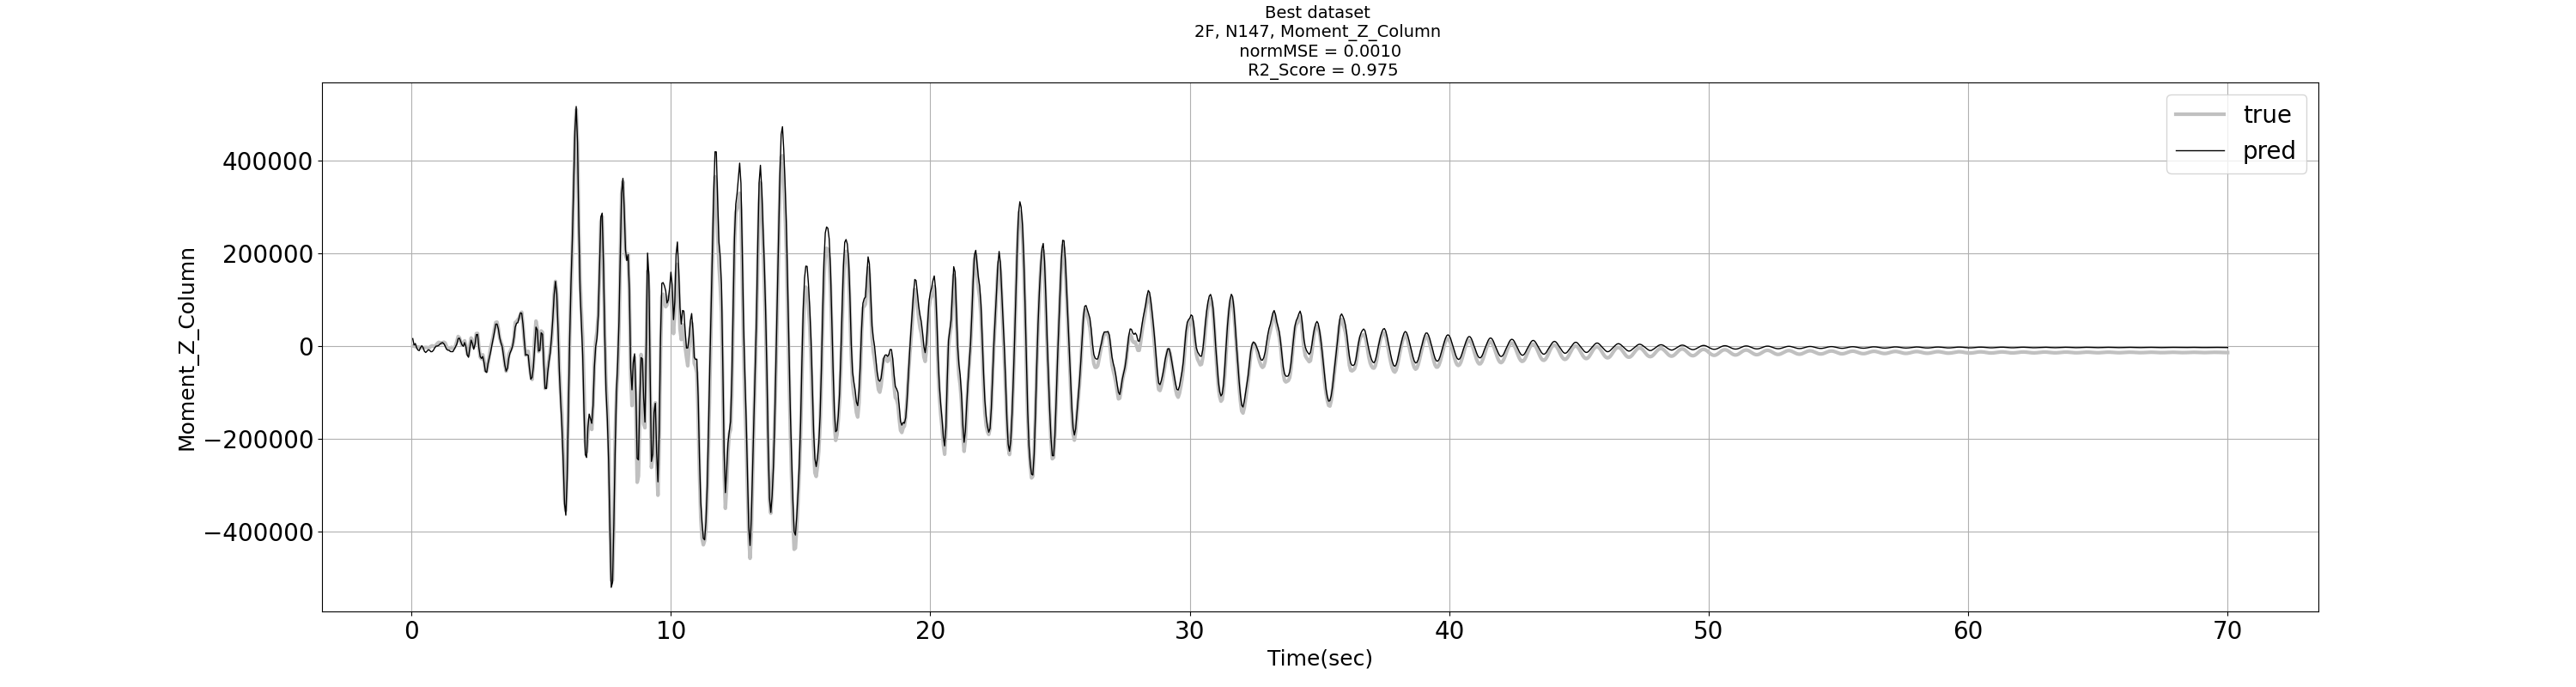 Best dataset
2F, N147, Moment_Z_Column
normMSE = 0.0010
R2_Score = 0.975
true
pred
400000
200000
0
−200000
−400000
Moment_Z_Column
0 10 20 30 40 50 60 70
Time(sec)